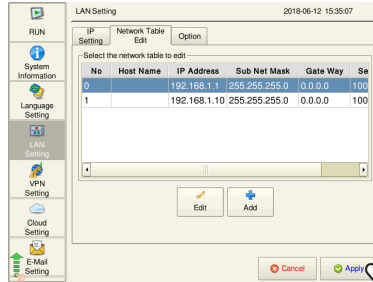 LAN Setting 2018-06-12 15:35:07
RUN
System
Information
Language
Setting
LAN
Setting
VPN
Setting
Cloud
Setting
E-Mail
Setting
IP
Setting
Network Table
Edit
Option
Select the network table to edit
No Host Name IP Address Sub Net Mask Gate Way Se
0 192.168.1.1 255.255.255.0 0.0.0.0 100
1 192.168.1.10 255.255.255.0 0.0.0.0 100
Edit Add
Cancel Apply